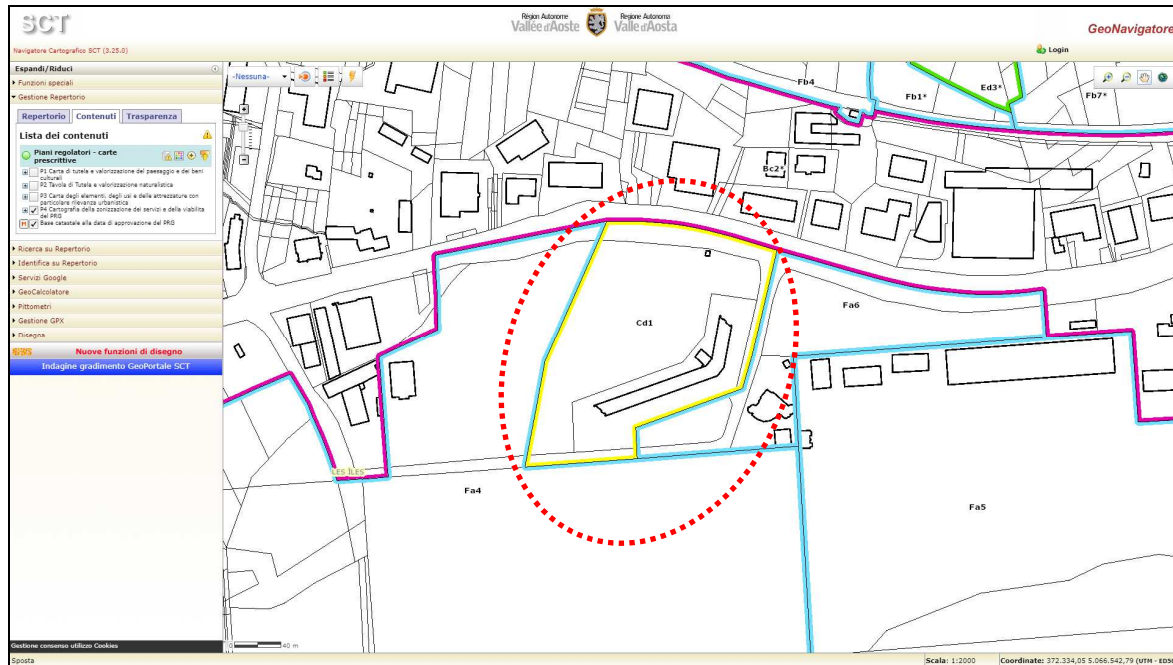 SCT
Région Autonome
Vallée d'Aoste
Regione Autonoma
Valle d'Aosta
GeoNavigatore
Navigatore Cartografico SCT (3.25.0)
Login
Espandi/Riduci
Funzioni speciali
Gestione Repertorio
Repertorio Contenuti Trasparenza
Lista dei contenuti
Piani regolatori - carte
prescrittive
P1 Carta di tutela e valorizzazione del paesaggio e dei beni
culturali
P2 Tavola di Tutela e valorizzazione naturalistica
P3 Carta degli elementi, degli usi e delle attrezzature con
particolare rilevanza urbanistica
P4 Cartografia della zonizzazione dei servizi e della viabilita
del PRG
Base catastale alla data di approvazione del PRG
Ricerca su Repertorio
Identifica su Repertorio
Servizi Google
GeoCalcolatore
Pittometri
Gestione GPX
Disegna
Nuove funzioni di disegno
Indagine gradimento GeoPortale SCT
-Nessuna-
Fb4
Fb1*
Ed3*
Fb7*
Bc2*
Cd1
Fa6
LES ÎLES
Fa4
Fa5
Gestione consenso utilizzo Cookies
0 40 m
Sposta
Scala: 1:2000
Coordinate: 372.334,05 5.066.542,79 (UTM - ED50